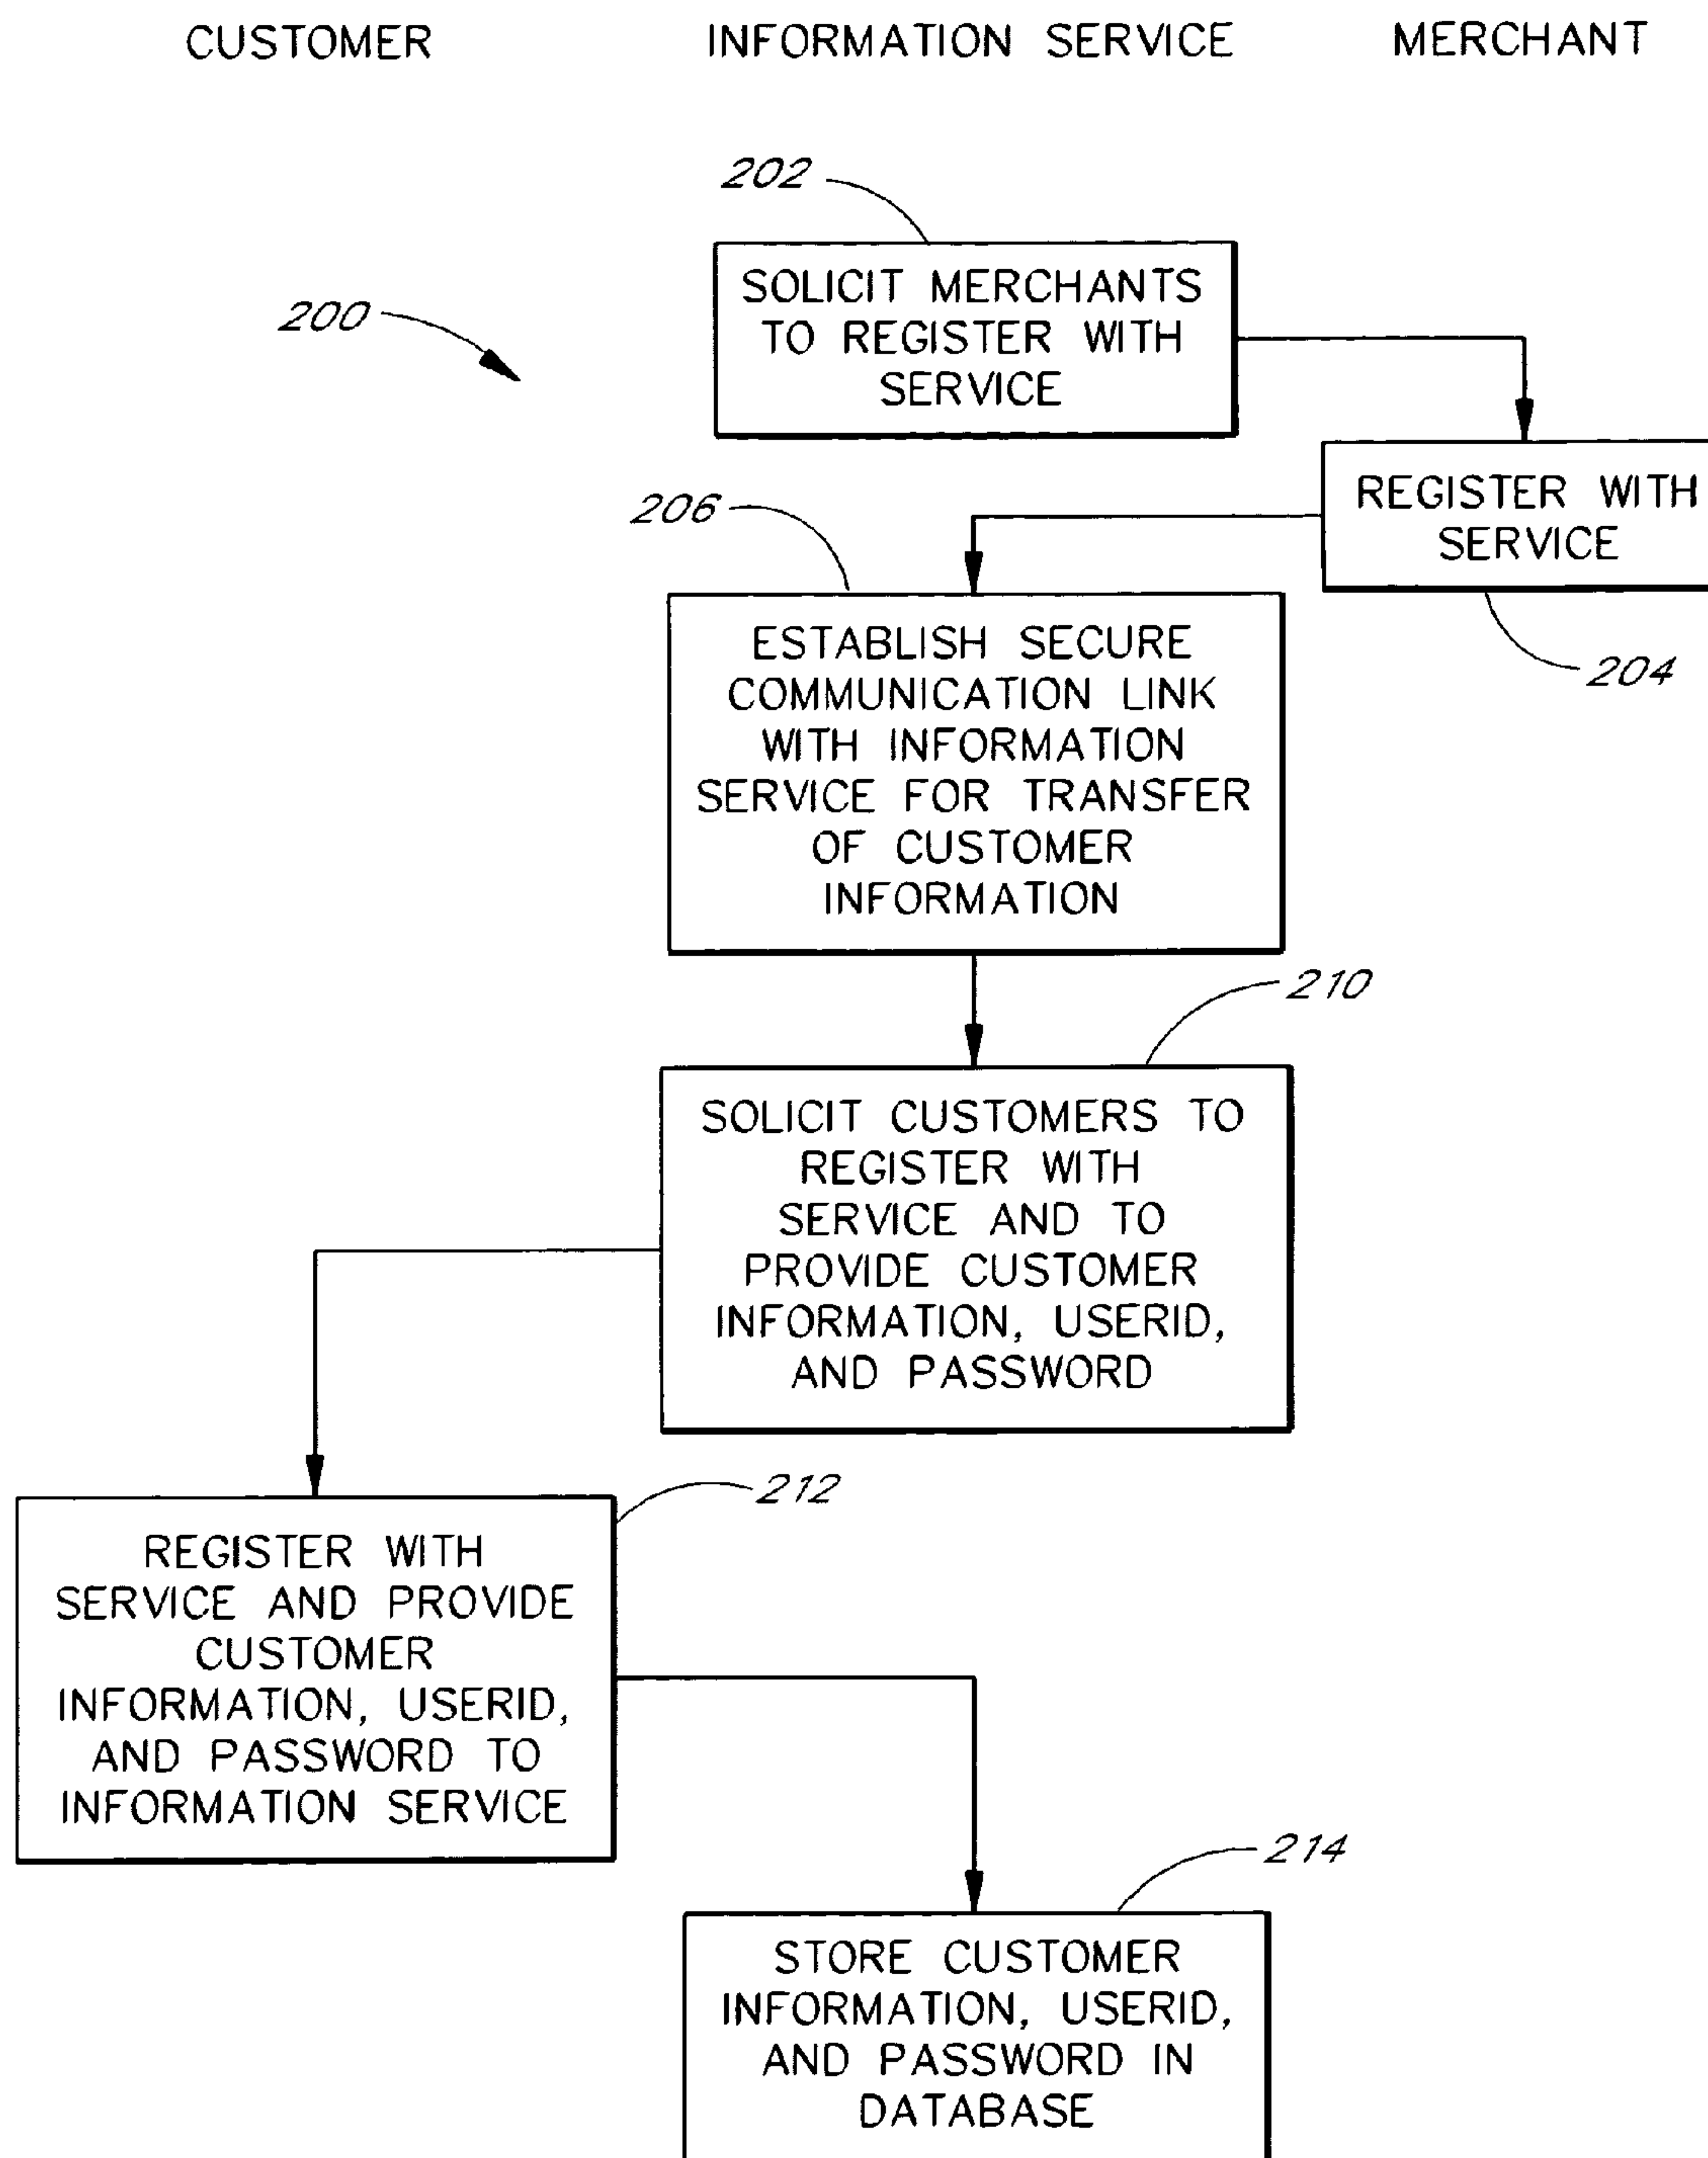 CUSTOMER
INFORMATION SERVICE
MERCHANT
202
SOLICIT MERCHANTS
TO REGISTER WITH
SERVICE
200
REGISTER WITH
SERVICE
204
206
ESTABLISH SECURE
COMMUNICATION LINK
WITH INFORMATION
SERVICE FOR TRANSFER
OF CUSTOMER
INFORMATION
210
SOLICIT CUSTOMERS TO
REGISTER WITH
SERVICE AND TO
PROVIDE CUSTOMER
INFORMATION, USERID,
AND PASSWORD
212
REGISTER WITH
SERVICE AND PROVIDE
CUSTOMER
INFORMATION, USERID,
AND PASSWORD TO
INFORMATION SERVICE
214
STORE CUSTOMER
INFORMATION, USERID,
AND PASSWORD IN
DATABASE